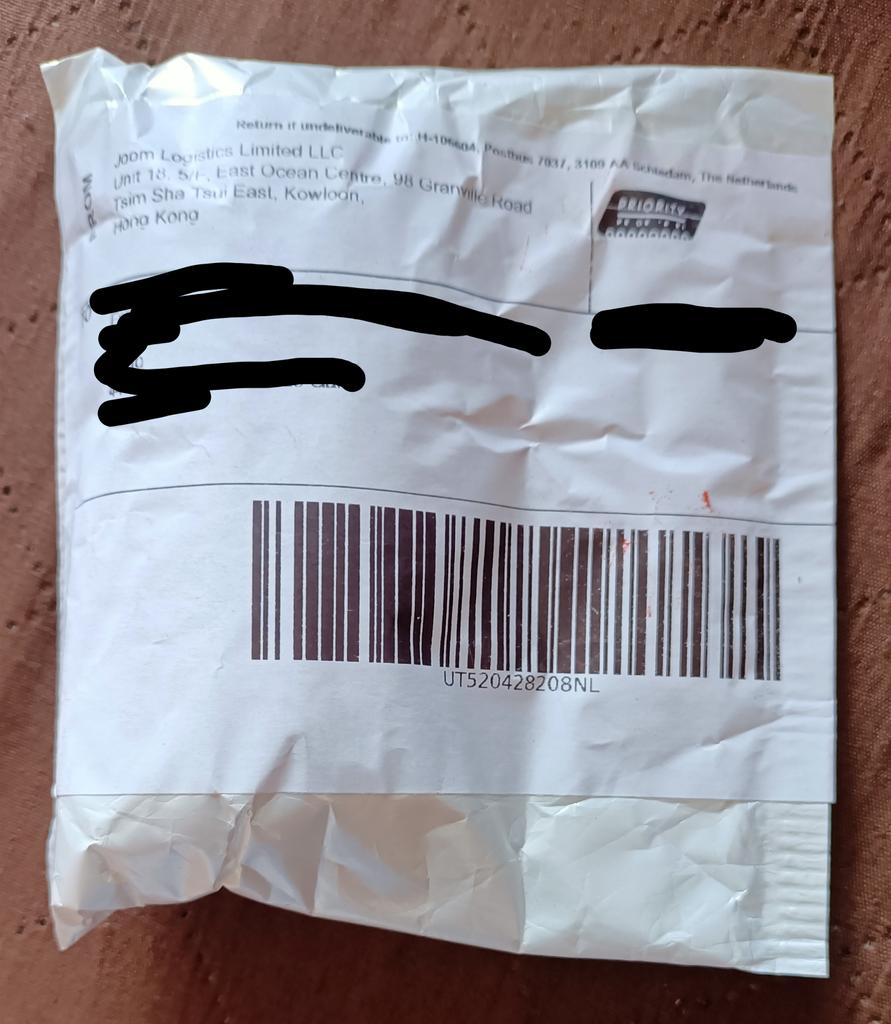 Return if undeliverable to: H-106604, Postbus 7037, 3109 AA Schiedam, The Netherlands
FROM
Joom Logistics Limited LLC
Unit 18, 5/F, East Ocean Centre, 98 Granville Road
Tsim Sha Tsui East, Kowloon,
Hong Kong
PRIORITY
UT520428208NL